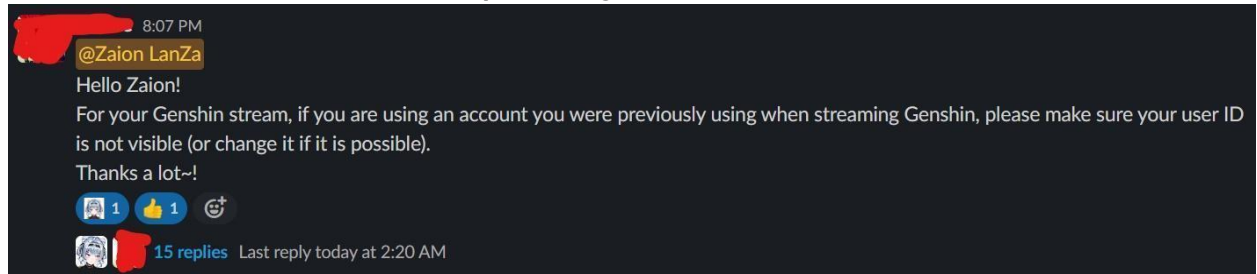 8:07 PM
@Zaion LanZa
Hello Zaion!
For your Genshin stream, if you are using an account you were previously using when streaming Genshin, please make sure your user ID
is not visible (or change it if it is possible).
Thanks a lot~!
1 👍 1
15 replies Last reply today at 2:20 AM